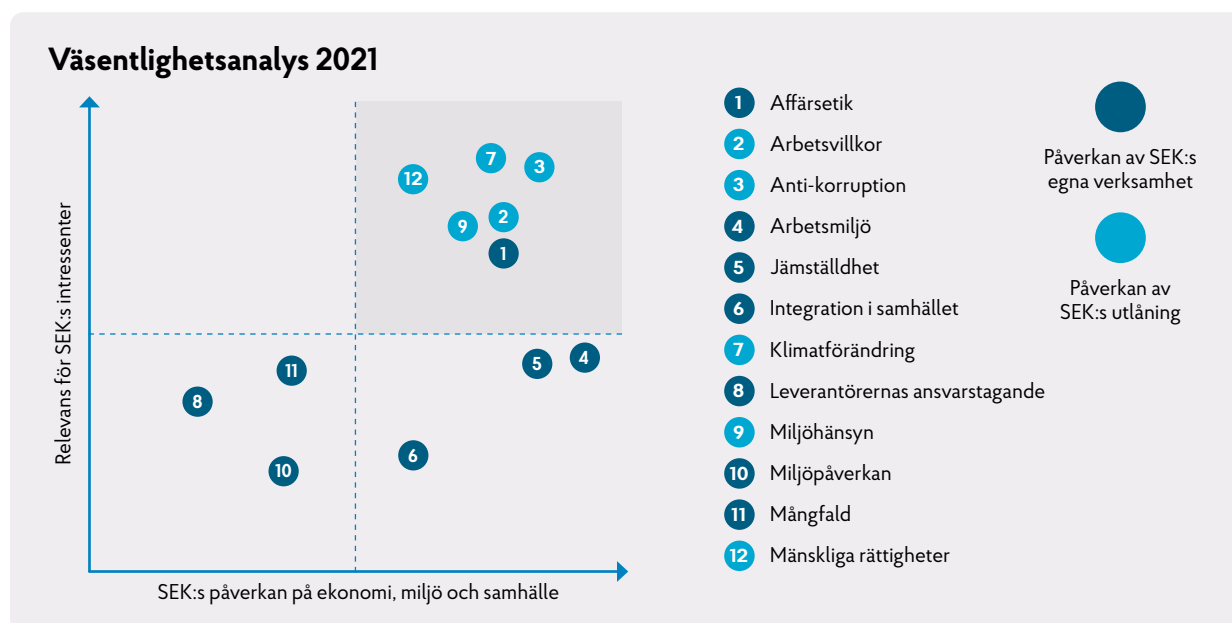 Väsentlighetsanalys 2021
Relevans för SEK:s intressenter
7
3
12
2
9
1
5
4
11
8
6
10
SEK:s påverkan på ekonomi, miljö och samhälle
1 Affärsetik
2 Arbetsvillkor
3 Anti-korruption
4 Arbetsmiljö
5 Jämställdhet
6 Integration i samhället
7 Klimatförändring
8 Leverantörernas ansvarstagande
9 Miljöhänsyn
10 Miljöpåverkan
11 Mångfald
12 Mänskliga rättigheter
Påverkan av SEK:s
egna verksamhet
Påverkan av
SEK:s utlåning